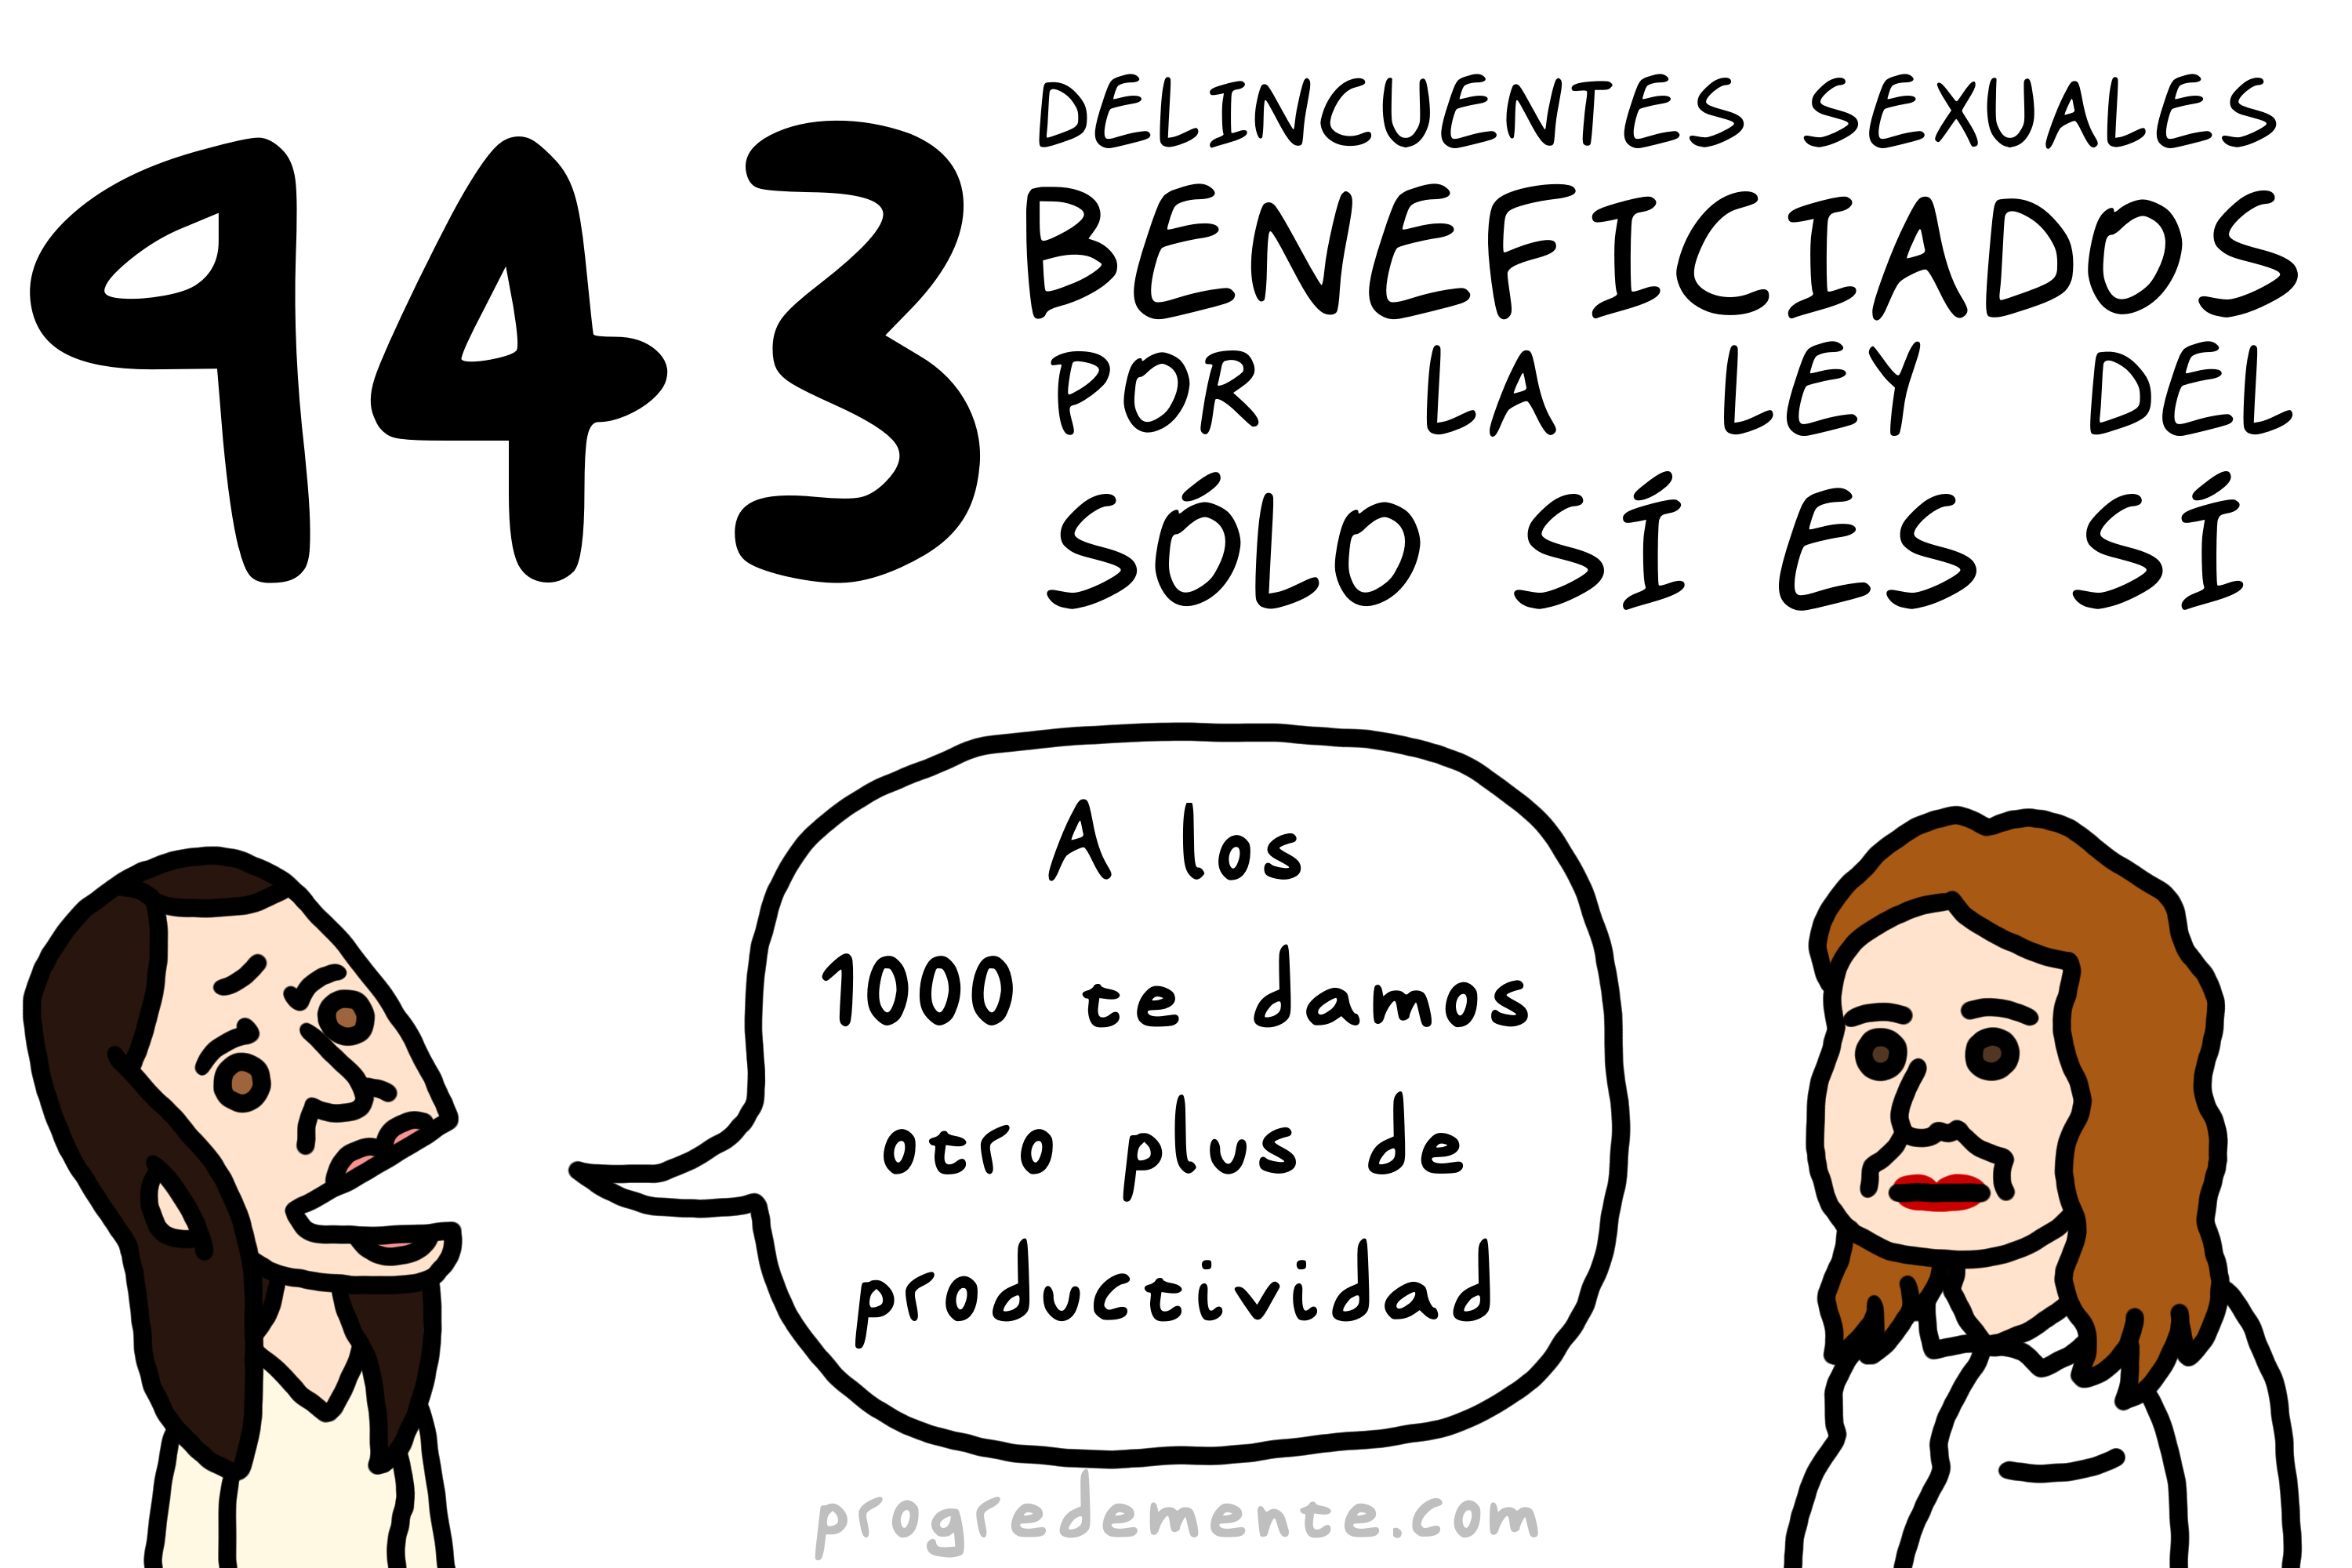 943
DELINCUENTES SEXUALES
BENEFICIADOS
POR LA LEY DEL
SÓLO SÍ ES SÍ
A los
1000 te damos
otro plus de
productividad
progredemente.com